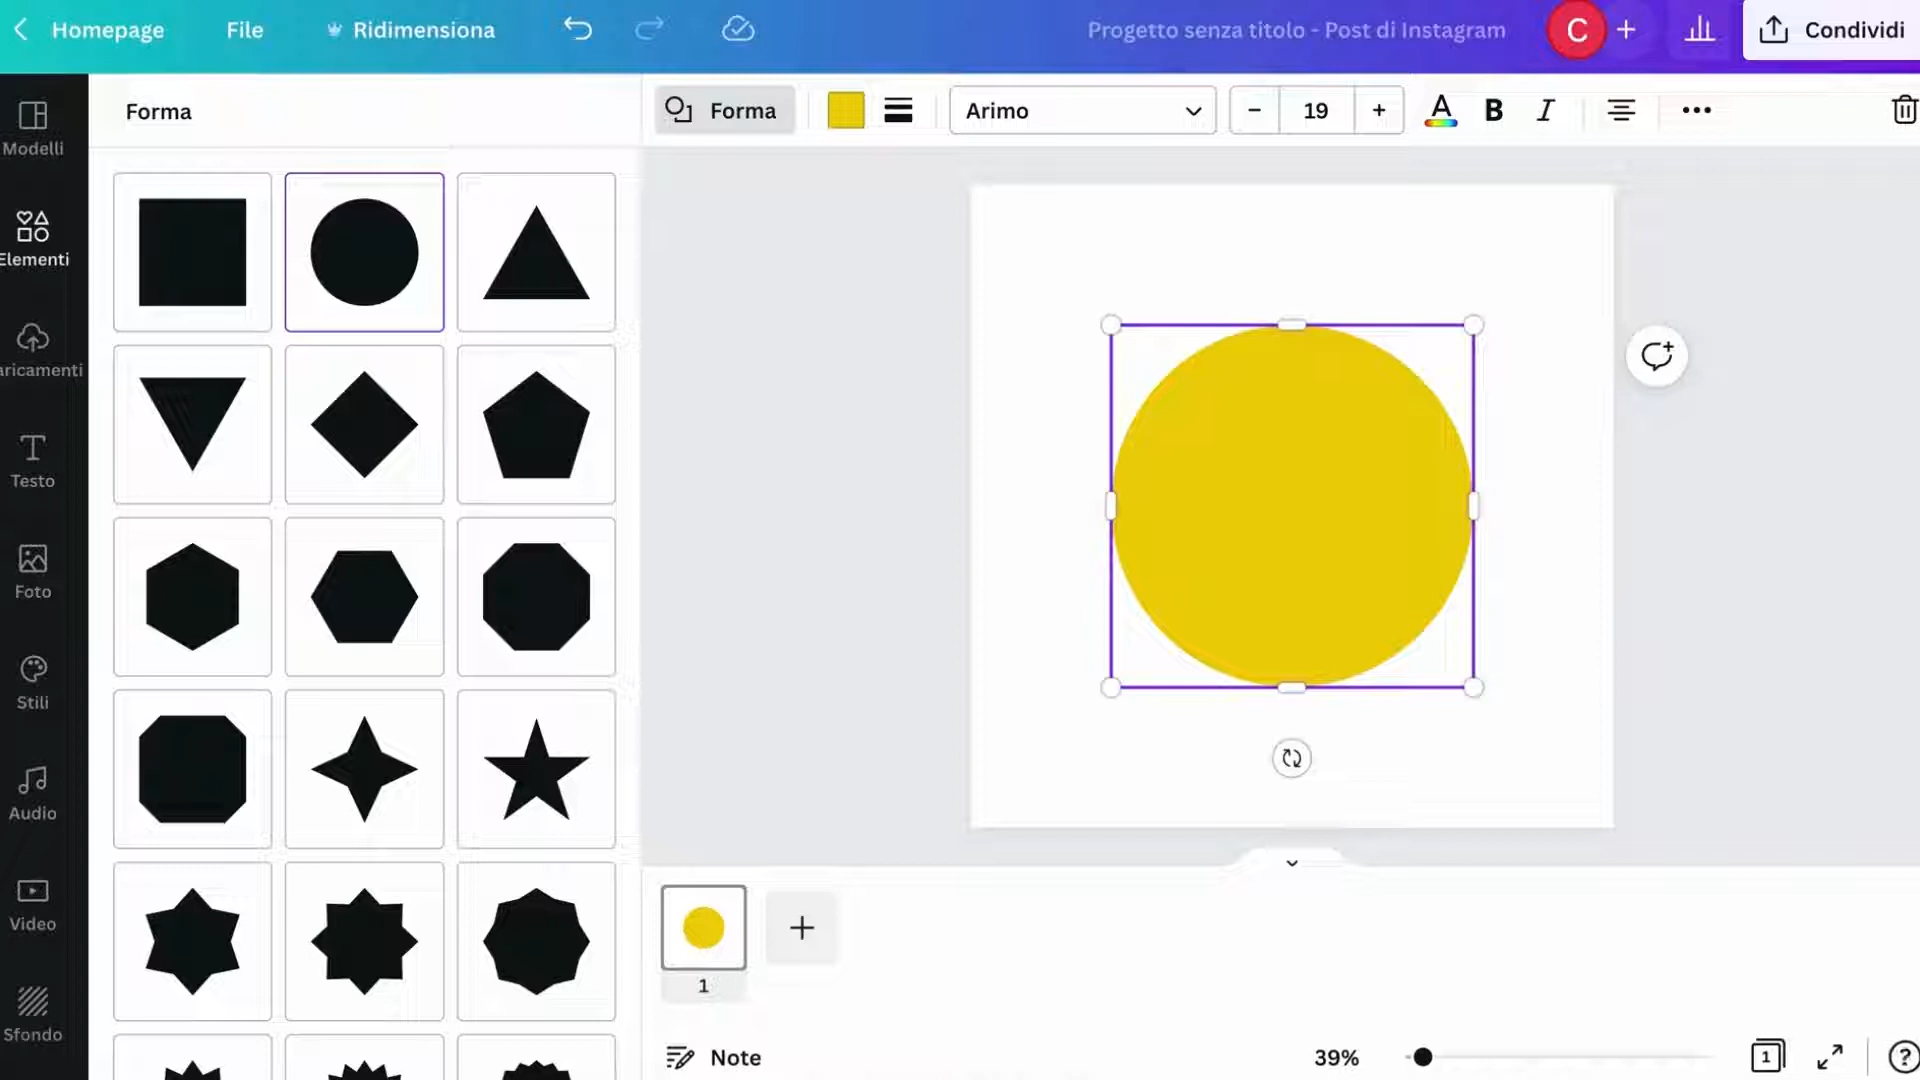 Homepage
File
Ridimensiona
Progetto senza titolo - Post di Instagram
C
Condividi
Forma
Forma
Arimo
19
A
B
I
Modelli
Elementi
aricamenti
Testo
Foto
Stili
Audio
Video
Sfondo
1
Note
39%
1
?